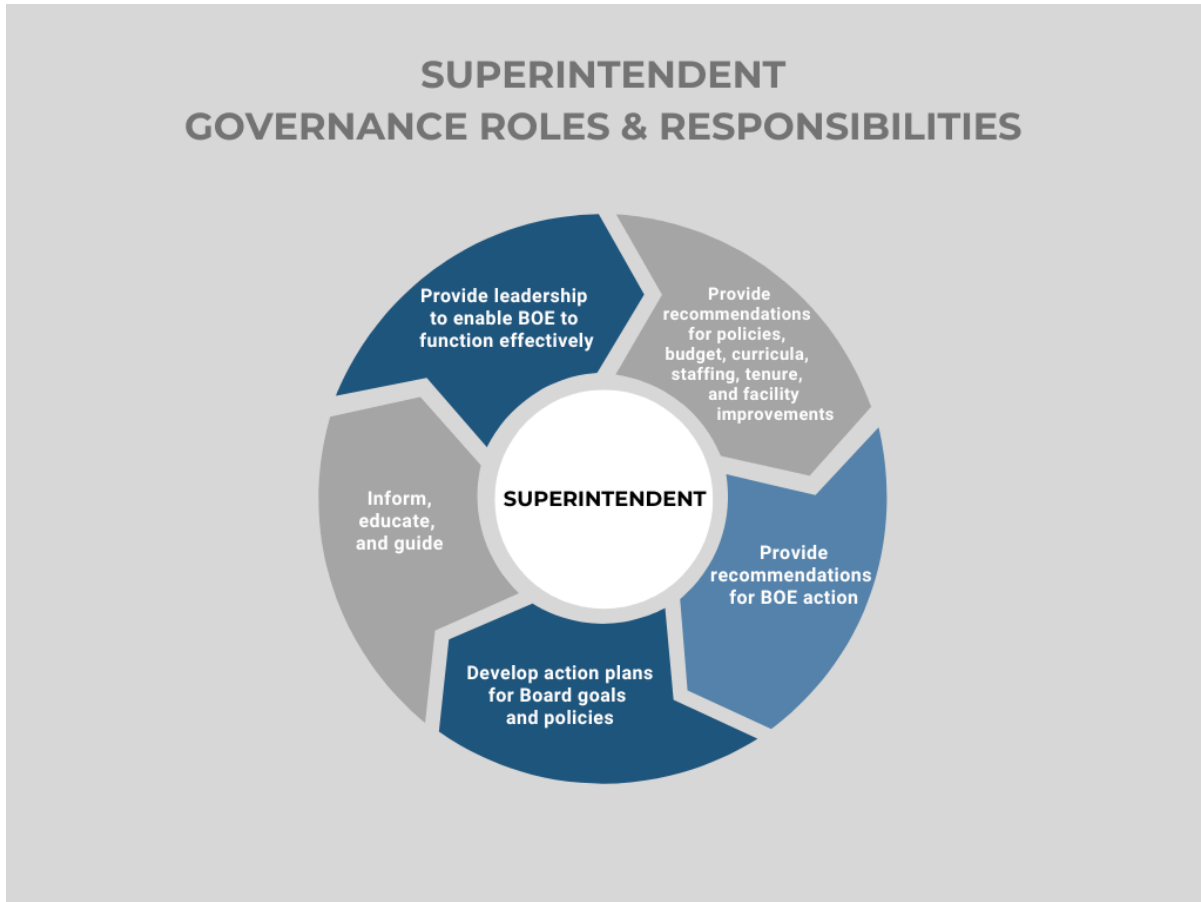 SUPERINTENDENT
GOVERNANCE ROLES & RESPONSIBILITIES
Provide leadership
to enable BOE to
function effectively
Provide
recommendations
for policies,
budget, curricula,
staffing, tenure,
and facility
improvements
Provide
recommendations
for BOE action
Develop action plans
for Board goals
and policies
Inform,
educate,
and guide
SUPERINTENDENT